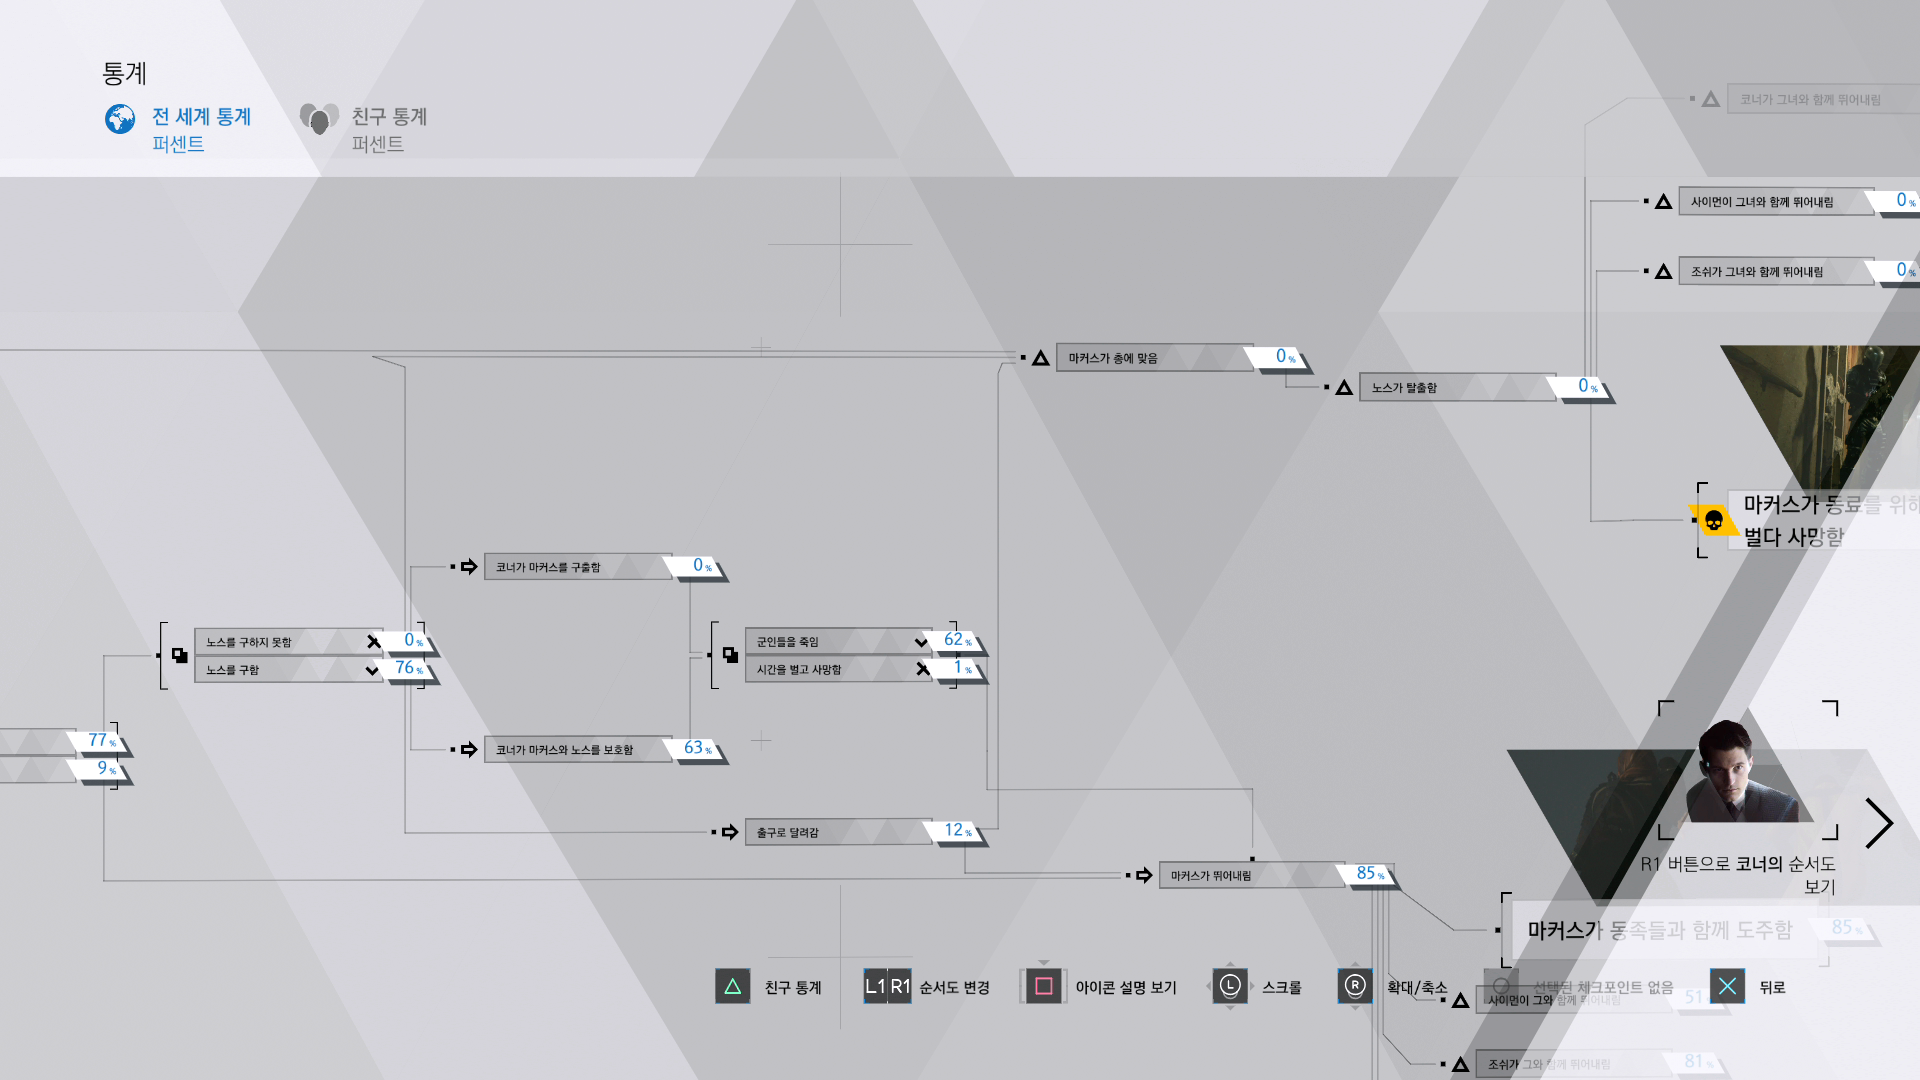 통계
전 세계 통계
퍼센트
친구 통계
퍼센트
코너가 그녀와 함께 뛰어내림
사이먼이 그녀와 함께 뛰어내림
0%
조쉬가 그녀와 함께 뛰어내림
0%
마커스가 총에 맞음
0%
노스가 탈출함
0%
마커스가 동료를 위해
벌다 사망함
코너가 마커스를 구출함
0%
노스를 구하지 못함
0%
노스를 구함
76%
군인들을 죽임
62%
시간을 벌고 사망함
1%
77%
9%
코너가 마커스와 노스를 보호함
63%
출구로 달려감
12%
마커스가 뛰어내림
85%
R1 버튼으로 코너의 순서도
보기
마커스가 동족들과 함께 도주함
85%
친구 통계
L1 R1 순서도 변경
아이콘 설명 보기
L 스크롤
R 확대/축소
선택된 체크포인트 없음
뒤로
사이먼이 그와 함께 뛰어내림
51%
조쉬가 그와 함께 뛰어내림
81%